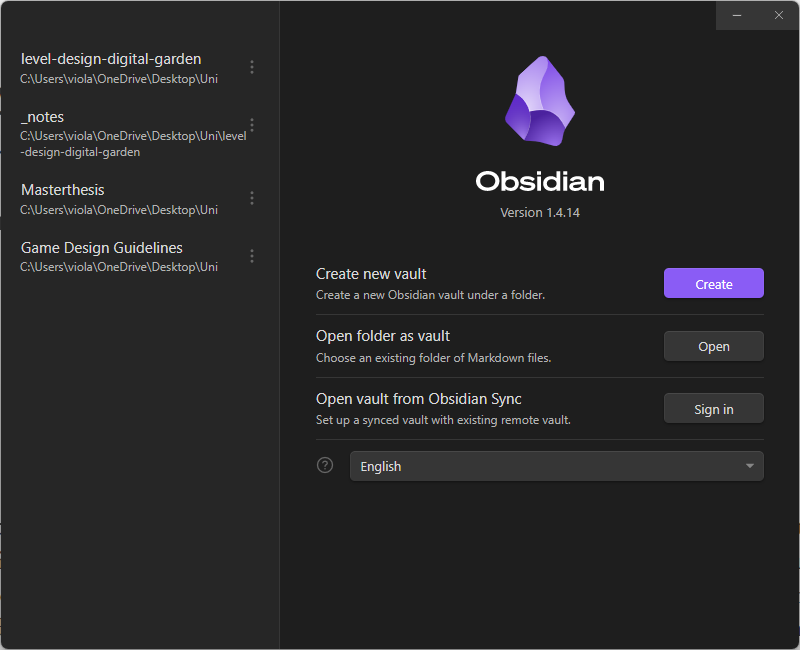 level-design-digital-garden
C:\Users\viola\OneDrive\Desktop\Uni
_notes
C:\Users\viola\OneDrive\Desktop\Uni\level
-design-digital-garden
Masterthesis
C:\Users\viola\OneDrive\Desktop\Uni
Game Design Guidelines
C:\Users\viola\OneDrive\Desktop\Uni
Obsidian
Version 1.4.14
Create new vault
Create a new Obsidian vault under a folder.
Create
Open folder as vault
Choose an existing folder of Markdown files.
Open
Open vault from Obsidian Sync
Set up a synced vault with existing remote vault.
Sign in
English